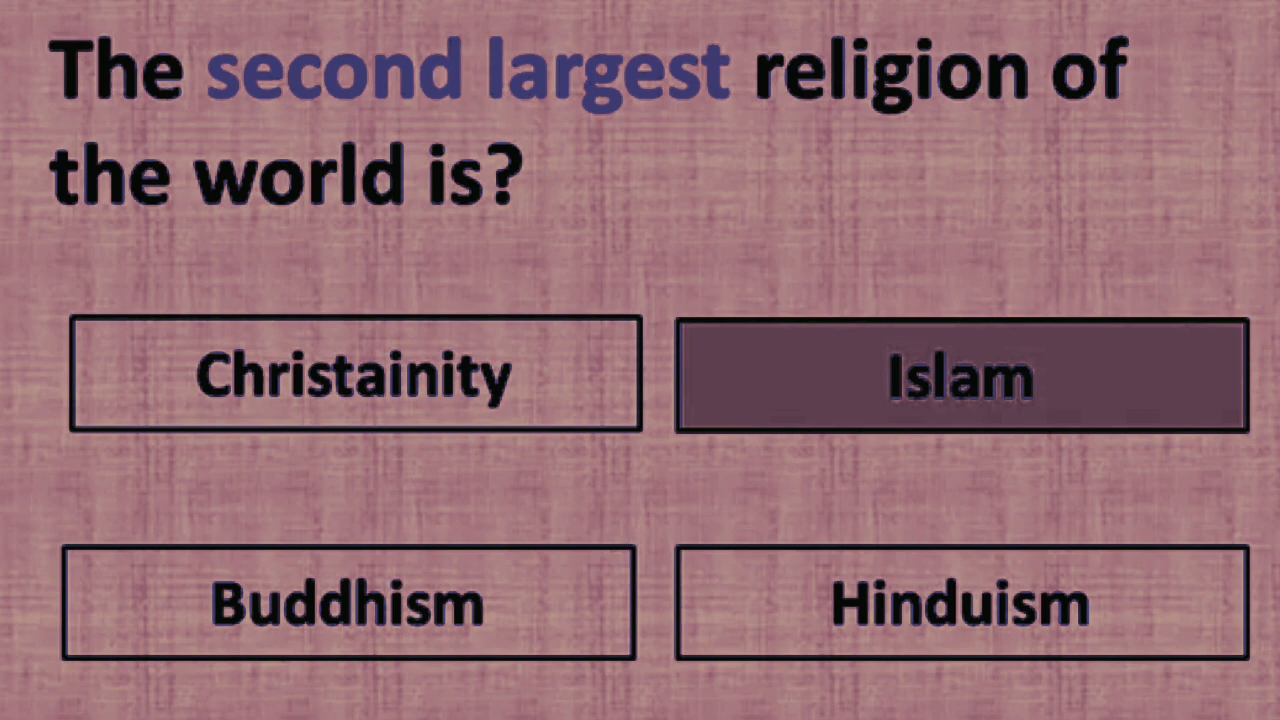 The second largest religion of
the world is?
Christainity
Islam
Buddhism
Hinduism